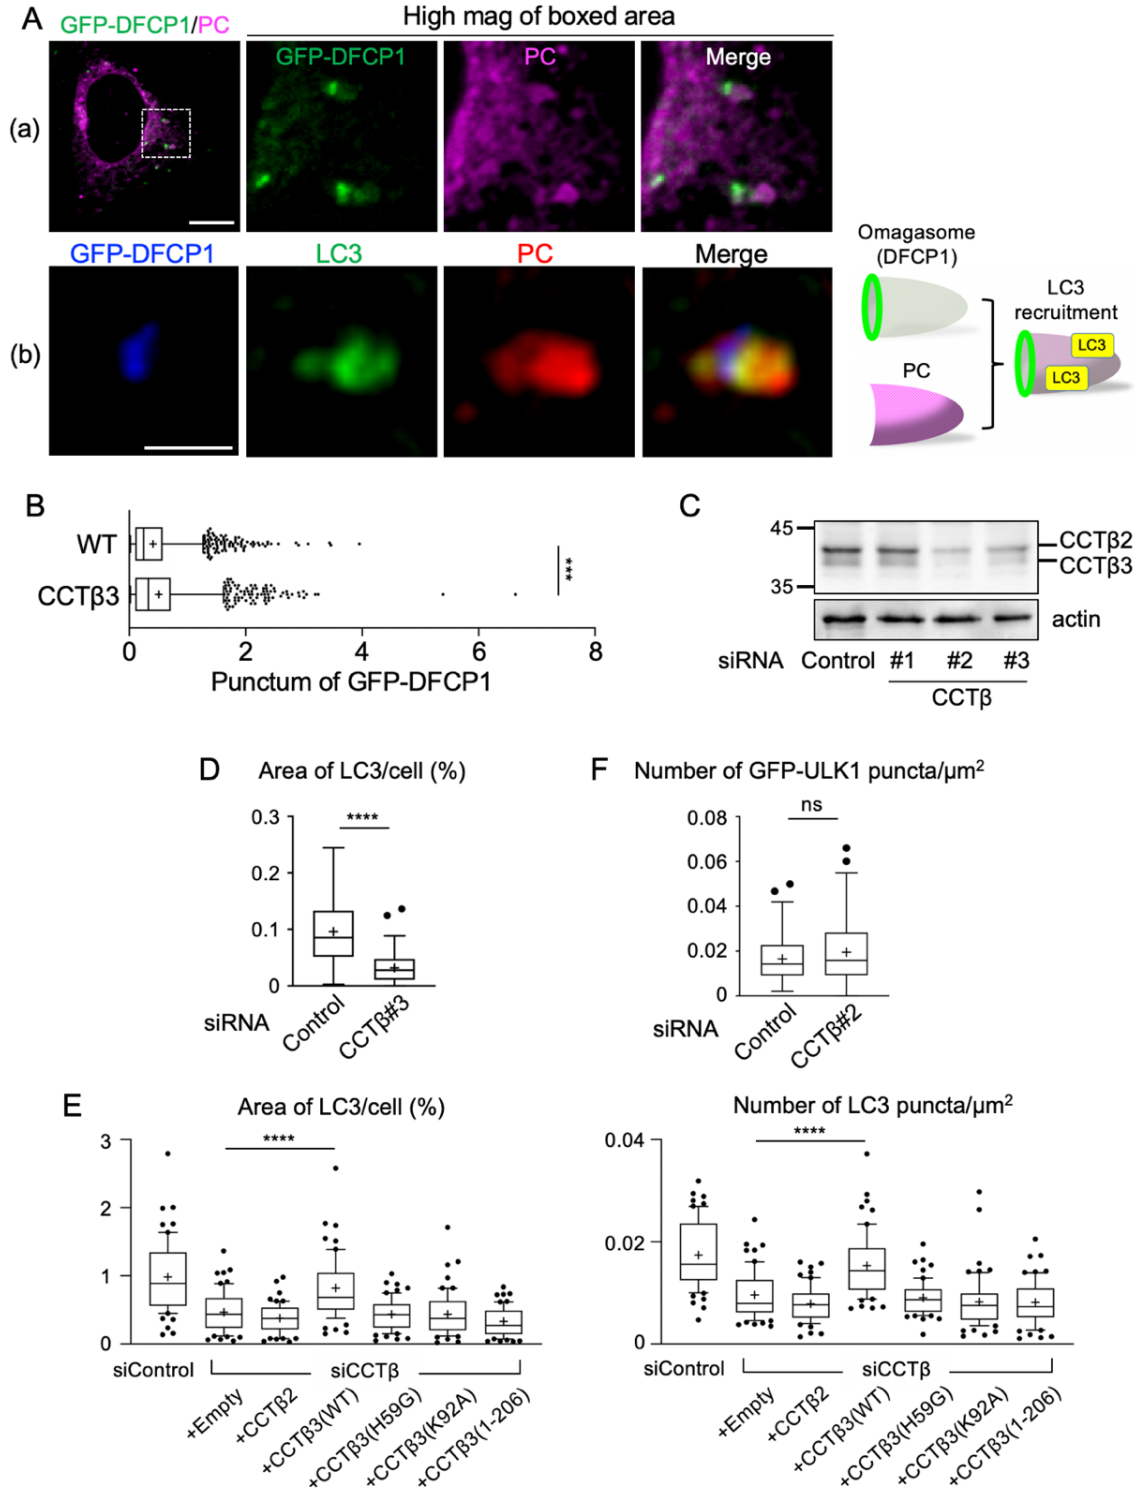 A
GFP-DFCP1/PC
High mag of boxed area
GFP-DFCP1
PC
Merge
(a)
GFP-DFCP1
LC3
PC
Merge
(b)
Omagasome
(DFCP1)
PC
LC3
recruitment
LC3
LC3
B
WT
CCTβ3
***
0 2 4 6 8
Punctum of GFP-DFCP1
C
45
35
CCTβ2
CCTβ3
actin
siRNA Control #1 #2 #3
CCTβ
D
Area of LC3/cell (%)
0.3
0.2
0.1
0
****
siRNA
Control
CCTβ#3
F
Number of GFP-ULK1 puncta/µm²
0.08
0.06
0.04
0.02
0
ns
siRNA
Control
CCTβ#2
E
Area of LC3/cell (%)
3
2
1
0
****
siControl
siCCTβ
+Empty
+CCTβ2
+CCTβ3(WT)
+CCTβ3(H59G)
+CCTβ3(K92A)
+CCTβ3(1-206)
Number of LC3 puncta/µm²
0.04
0.02
0
****
siControl
siCCTβ
+Empty
+CCTβ2
+CCTβ3(WT)
+CCTβ3(H59G)
+CCTβ3(K92A)
+CCTβ3(1-206)